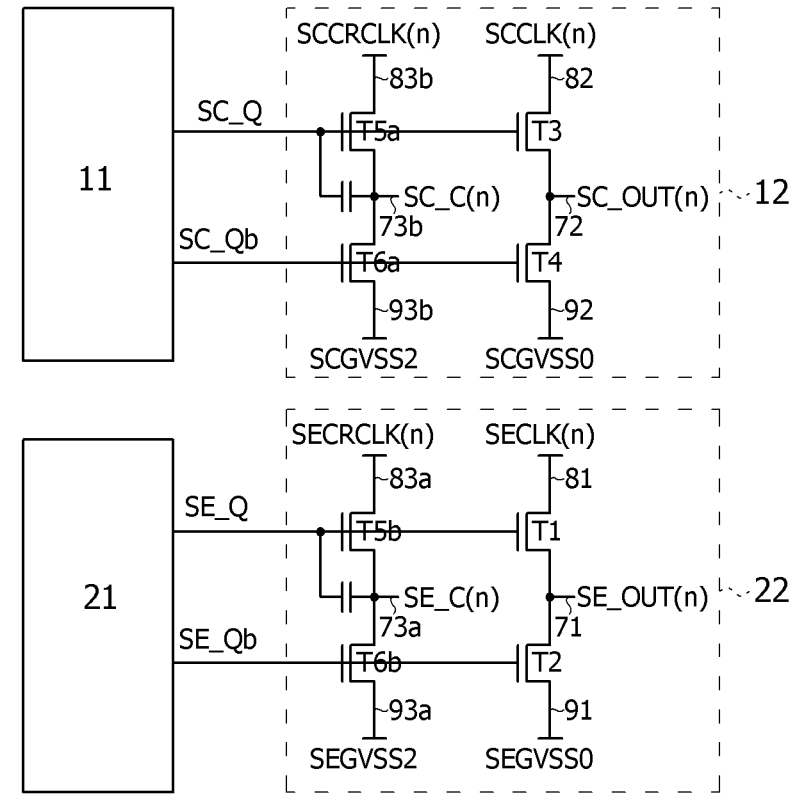 SCCRCLK(n) SCCLK(n)
83b 82
SC_Q
T5a T3
11
SC_C(n) SC_OUT(n) 12
73b 72
SC_Qb
T6a T4
93b 92
SCGVSS2 SCGVSS0
SECRCLK(n) SECLK(n)
83a 81
SE_Q
T5b T1
21
SE_C(n) SE_OUT(n) 22
73a 71
SE_Qb
T6b T2
93a 91
SEGVSS2 SEGVSS0